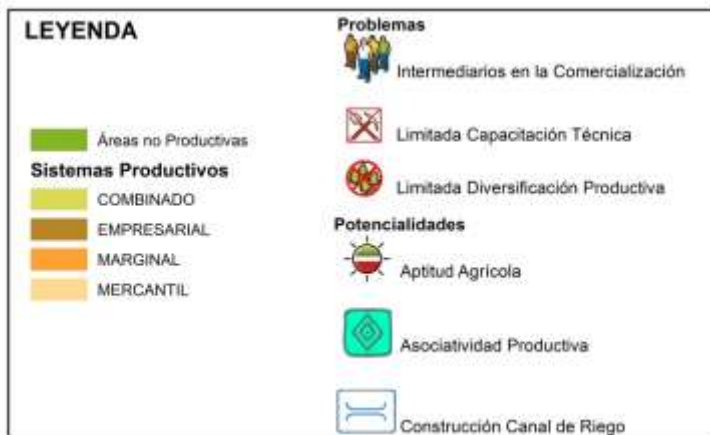 LEYENDA
Áreas no Productivas
Sistemas Productivos
COMBINADO
EMPRESARIAL
MARGINAL
MERCANTIL
Problemas
Intermediarios en la Comercialización
Limitada Capacitación Técnica
Limitada Diversificación Productiva
Potencialidades
Aptitud Agrícola
Asociatividad Productiva
Construcción Canal de Riego